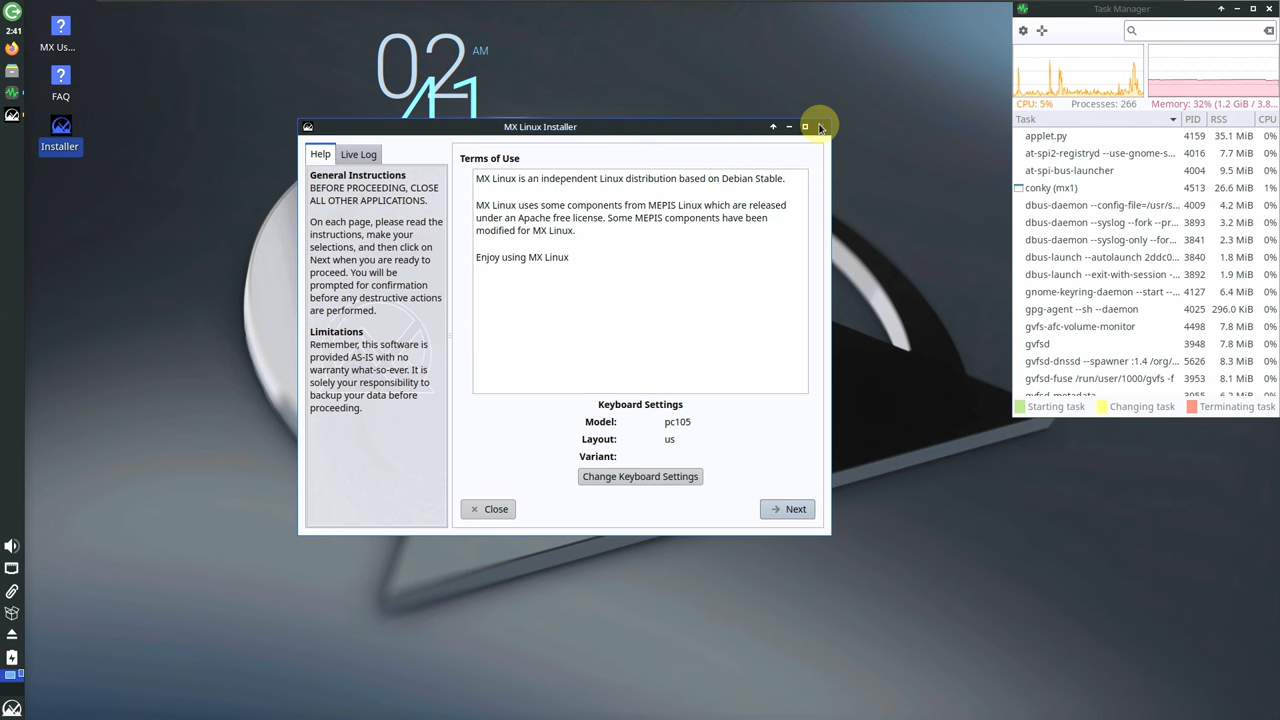 2:41
MX Us...
FAQ
Installer
02 AM
41
MX Linux Installer
Help
Live Log
General Instructions
BEFORE PROCEEDING, CLOSE
ALL OTHER APPLICATIONS.
On each page, please read the
instructions, make your
selections, and then click on
Next when you are ready to
proceed. You will be
prompted for confirmation
before any destructive actions
are performed.
Limitations
Remember, this software is
provided AS-IS with no
warranty what-so-ever. It is
solely your responsibility to
backup your data before
proceeding.
Terms of Use
MX Linux is an independent Linux distribution based on Debian Stable.
MX Linux uses some components from MEPIS Linux which are released
under an Apache free license. Some MEPIS components have been
modified for MX Linux.
Enjoy using MX Linux
Keyboard Settings
Model: pc105
Layout: us
Variant:
Change Keyboard Settings
Close
Next
Task Manager
CPU: 5% Processes: 266 Memory: 32% (1.2 GiB / 3.8...
Task PID RSS CPU
applet.py 4159 35.1 MiB 0%
at-spi2-registryd --use-gnome-s... 4016 7.7 MiB 0%
at-spi-bus-launcher 4004 9.5 MiB 0%
conky (mx1) 4513 26.6 MiB 1%
dbus-daemon --config-file=/usr/s... 4009 4.2 MiB 0%
dbus-daemon --syslog --fork --pr... 3893 3.2 MiB 0%
dbus-daemon --syslog-only --for... 3841 2.3 MiB 0%
dbus-launch --autolaunch 2ddc0... 3840 1.8 MiB 0%
dbus-launch --exit-with-session -... 3892 1.9 MiB 0%
gnome-keyring-daemon --start --... 4127 6.4 MiB 0%
gpg-agent --sh --daemon 4025 296.0 KiB 0%
gvfs-afc-volume-monitor 4498 7.8 MiB 0%
gvfsd 3948 7.8 MiB 0%
gvfsd-dnssd --spawner :1.4 /org/... 5626 8.3 MiB 0%
gvfsd-fuse /run/user/1000/gvfs -f 3953 8.1 MiB 0%
gvfsd-metadata 3955 6.2 MiB 0%
Starting task Changing task Terminating task